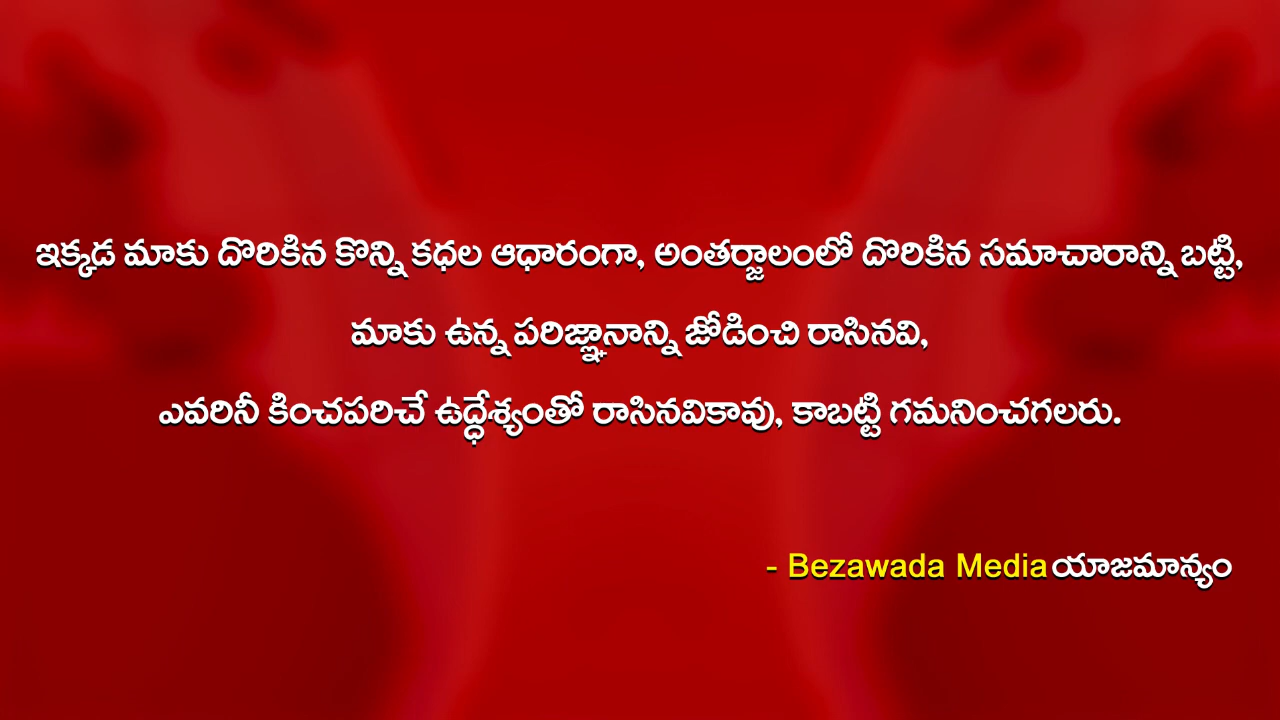 ఇక్కడ మాకు దొరికిన కొన్ని కధల ఆధారంగా, అంతర్జాలంలో దొరికిన సమాచారాన్ని బట్టి,
మాకు ఉన్న పరిజ్ఞానాన్ని జోడించి రాసినవి,
ఎవరినీ కించపరిచే ఉద్ధేశ్యంతో రాసినవికావు, కాబట్టి గమనించగలరు.
- Bezawada Media యాజమాన్యం